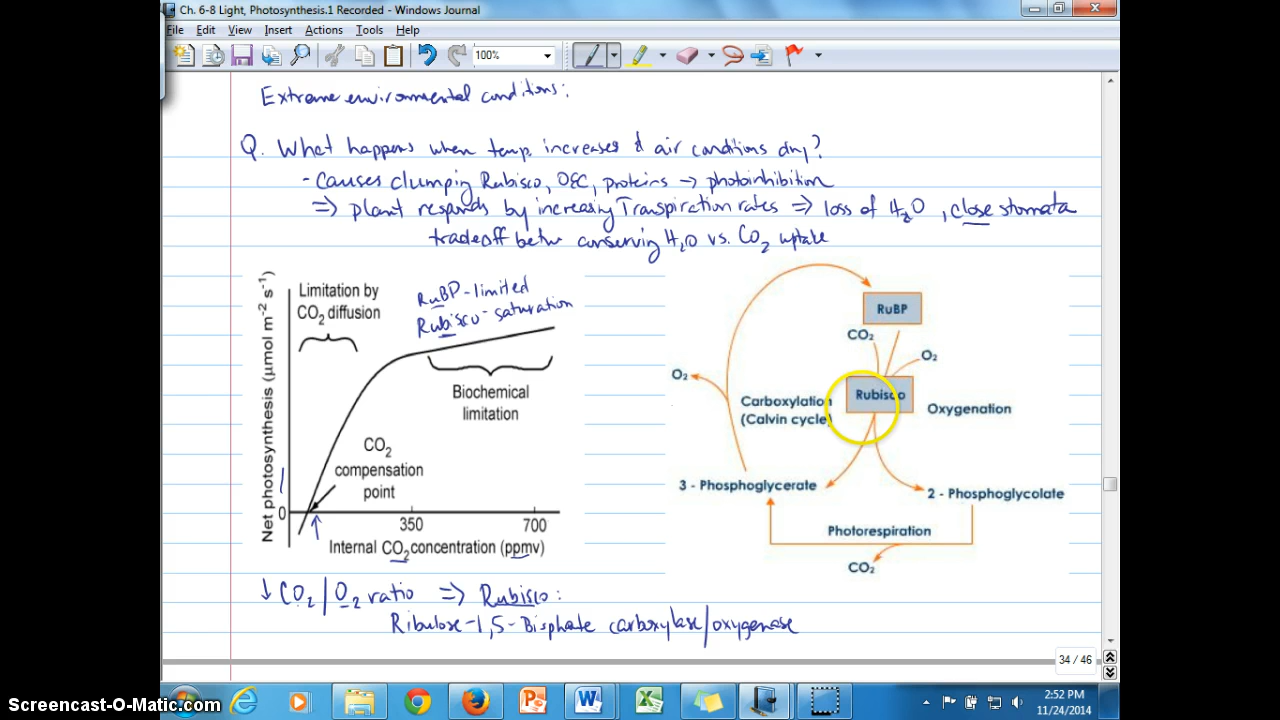 Ch. 6-8 Light, Photosynthesis.1 Recorded - Windows Journal
File Edit View Insert Actions Tools Help
100%
Extreme environmental conditions:
Q. What happens when temp. increases & air conditions dry?
- Causes clumping Rubisco, OEC, proteins → photoinhibition
⇒ plant responds by increasing Transpiration rates ⇒ loss of H2O, close stomata
tradeoff betw conserving H2O vs. CO2 uptake
Net photosynthesis (μmol m⁻² s⁻¹)
Limitation by
CO2 diffusion
RuBP-limited
Rubisco-saturation
Biochemical
limitation
CO2
compensation
point
0
350
700
Internal CO2 concentration (ppmv)
RuBP
CO2
O2
O2
Rubisco
Carboxylation
(Calvin cycle)
Oxygenation
3 - Phosphoglycerate
2 - Phosphoglycolate
Photorespiration
CO2
↓ CO2/O2 ratio ⇒ Rubisco:
Ribulose-1,5-Bisphate carboxylase/oxygenase
34 / 46
Screencast-O-Matic.com
2:52 PM
11/24/2014